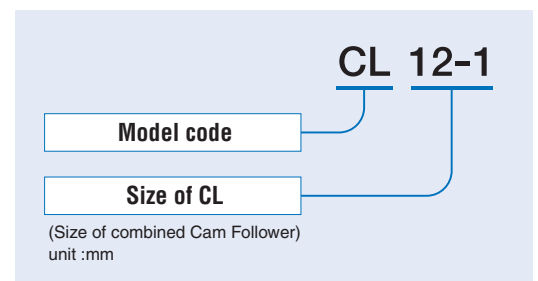 CL 12-1
Model code
Size of CL
(Size of combined Cam Follower)
unit :mm